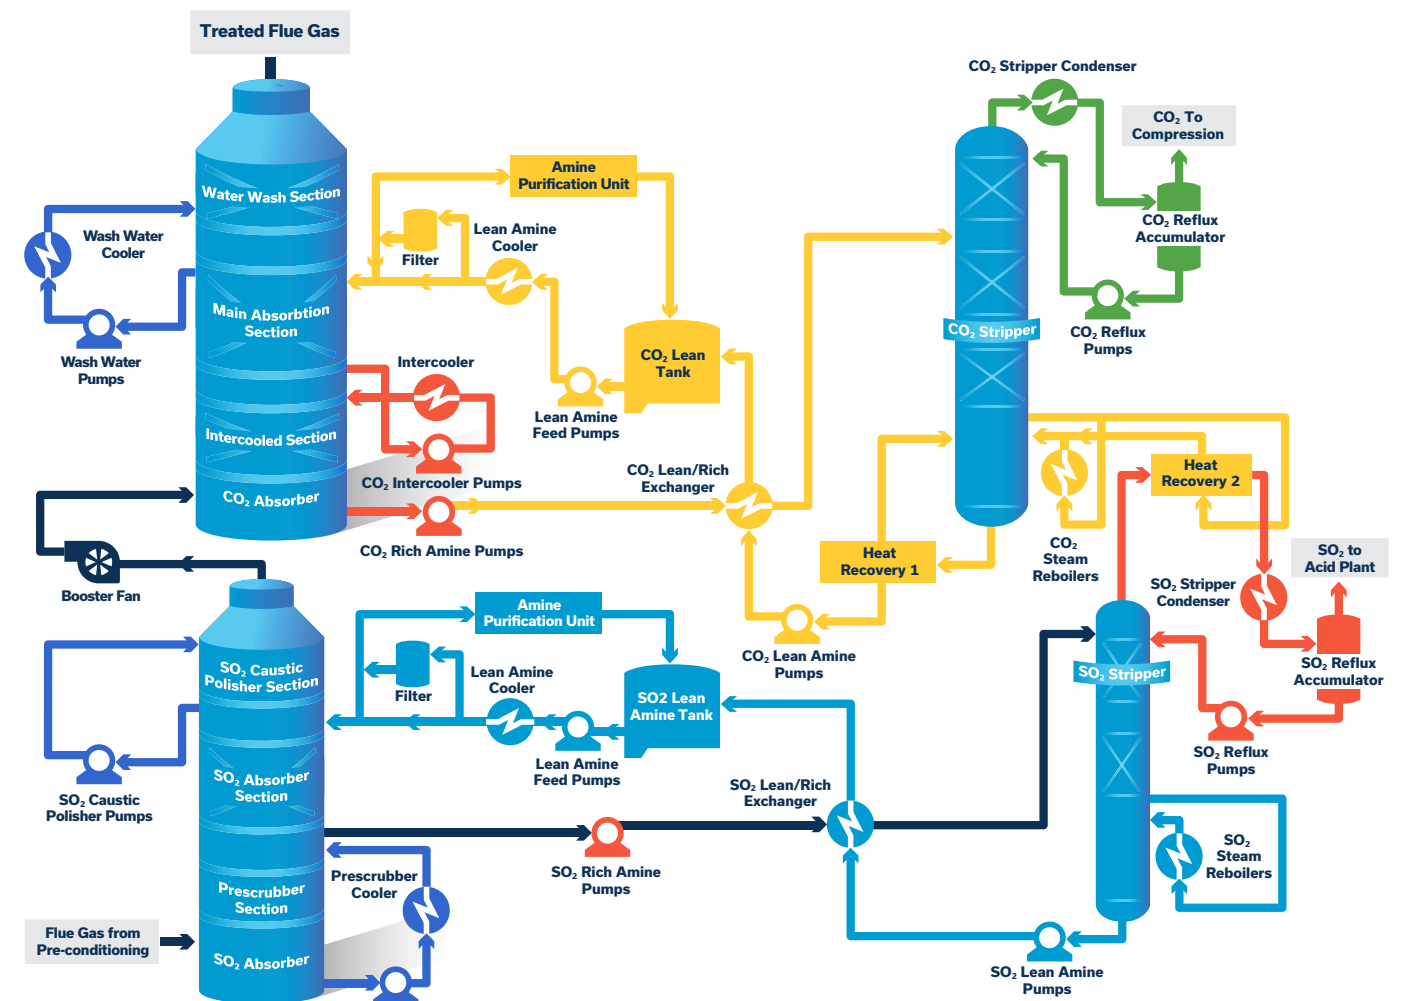 Treated Flue Gas
CO₂ Stripper Condenser
CO₂ To
Compression
Amine
Purification Unit
Water Wash Section
Wash Water
Cooler
Lean Amine
Cooler
Filter
CO₂ Reflux
Accumulator
Main Absorbtion
Section
CO₂ Stripper
CO₂ Reflux
Pumps
Wash Water
Pumps
Intercooler
CO₂ Lean
Tank
Lean Amine
Feed Pumps
Intercooled Section
CO₂ Intercooler Pumps
CO₂ Lean/Rich
Exchanger
Heat
Recovery 2
CO₂ Absorber
CO₂ Rich Amine Pumps
Heat
Recovery 1
CO₂
Steam
Reboilers
SO₂ to
Acid Plant
SO₂ Stripper
Condenser
Booster Fan
Amine
Purification Unit
SO₂ Caustic
Polisher Section
Filter
Lean Amine
Cooler
SO2 Lean
Amine Tank
CO₂ Lean Amine
Pumps
SO₂ Stripper
SO₂ Reflux
Accumulator
SO₂ Reflux
Pumps
Lean Amine
Feed Pumps
SO₂ Absorber
Section
SO₂ Caustic
Polisher Pumps
SO₂ Lean/Rich
Exchanger
SO₂
Steam
Reboilers
SO₂ Rich Amine
Pumps
Prescrubber
Cooler
Prescrubber
Section
Flue Gas from
Pre-conditioning
SO₂ Absorber
SO₂ Lean Amine
Pumps